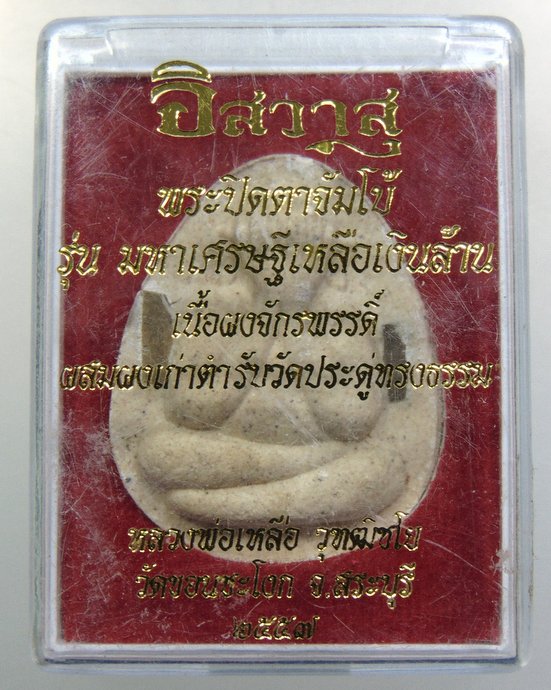 อิสวาสุ
พระปิดตาจัมโบ้
รุ่น มหาเศรษฐีเหลือเงินล้าน
เนื้อผงจักรพรรดิ์
ผสมผงเก่าตำรับวัดประดู่ทรงธรรม
หลวงพ่อเหลือ วุทฒิชโย
วัดขอนชะโงก จ.สระบุรี
๒๕๕๗